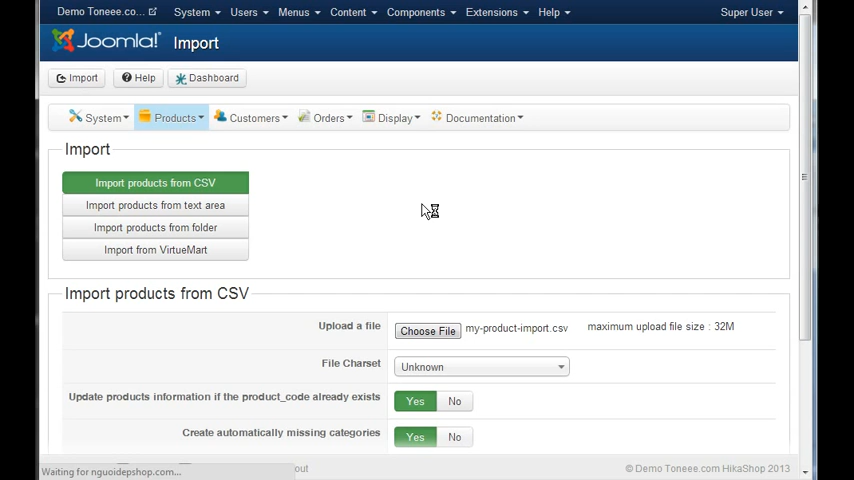 Demo Toneee.com ... System Users Menus Content Components Extensions Help Super User
Joomla! Import
Import Help Dashboard
System Products Customers Orders Display Documentation
Import
Import products from CSV
Import products from text area
Import products from folder
Import from VirtueMart
Import products from CSV
Upload a file Choose File my-product-import.csv maximum upload file size : 32M
File Charset Unknown
Update products information if the product_code already exists Yes No
Create automatically missing categories Yes No
Waiting for nguoidepshop.com... out © Demo Toneee.com HikaShop 2013